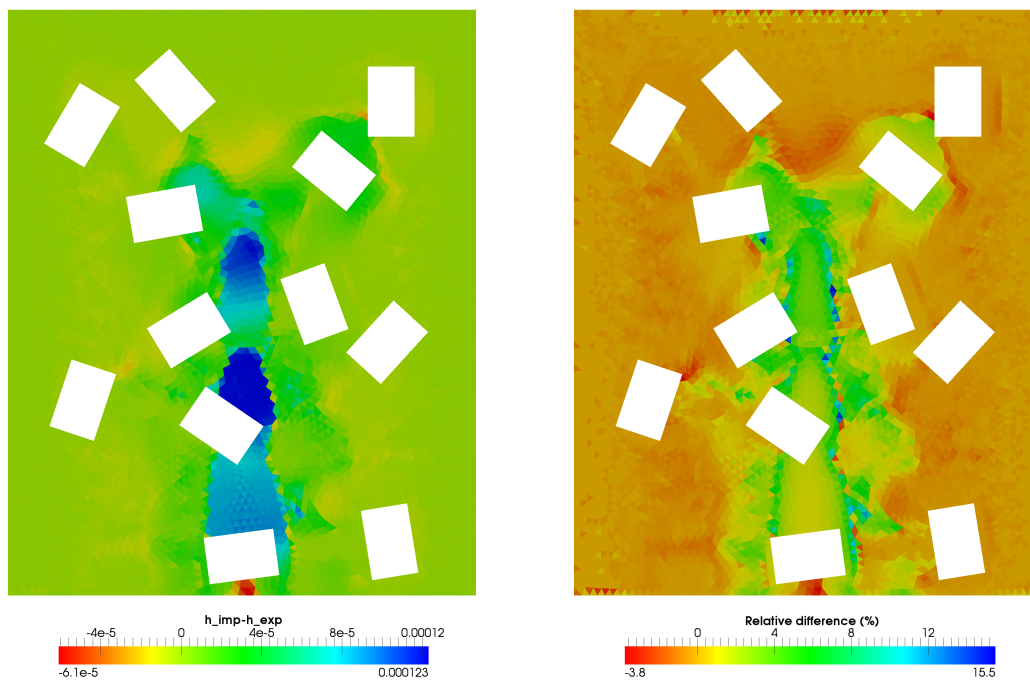 h_imp-h_exp
-4e-5 0 4e-5 8e-5 0.00012
-6.1e-5 0.000123
Relative difference (%)
0 4 8 12
-3.8 15.5